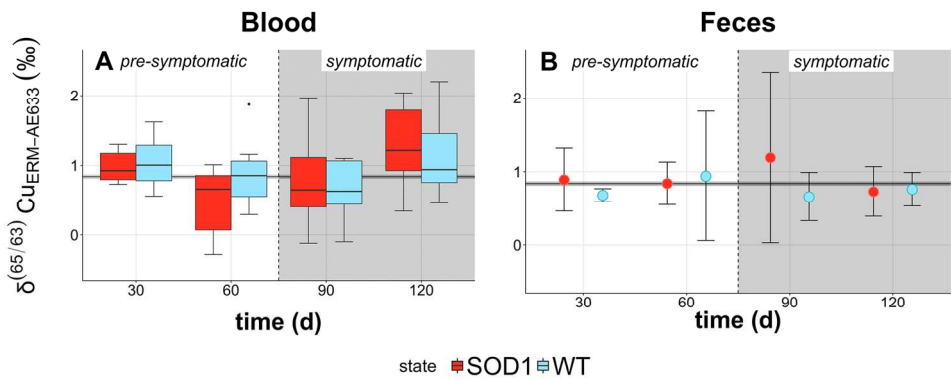 Blood
Feces
A pre-symptomatic symptomatic
B pre-symptomatic symptomatic
δ(65/63) CuERM–AE633 (‰)
2
1
0
30 60 90 120
time (d)
2
1
0
30 60 90 120
time (d)
state SOD1 WT